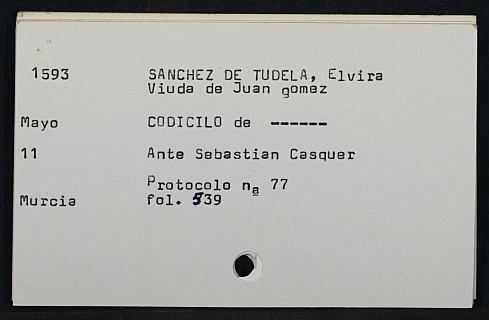 1593 SANCHEZ DE TUDELA, Elvira
Viuda de Juan gomez
Mayo CODICILO de ------
11 Ante Sebastian Casquer
Protocolo nª 77
Murcia fol. 539